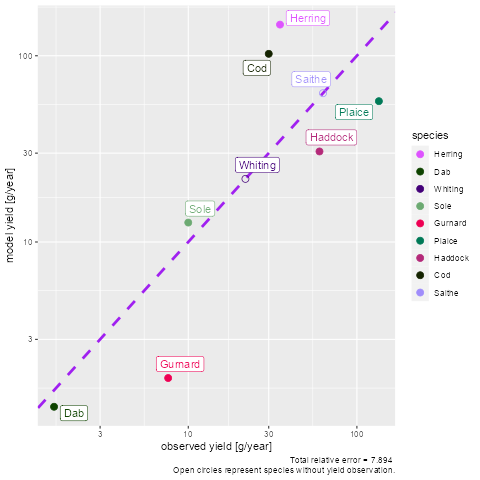 Herring
Cod
Saithe
Plaice
Haddock
Whiting
Sole
Gurnard
Dab
100
30
10
3
3
10
30
100
model yield [g/year]
observed yield [g/year]
species
Herring
Dab
Whiting
Sole
Gurnard
Plaice
Haddock
Cod
Saithe
Total relative error = 7.894
Open circles represent species without yield observation.